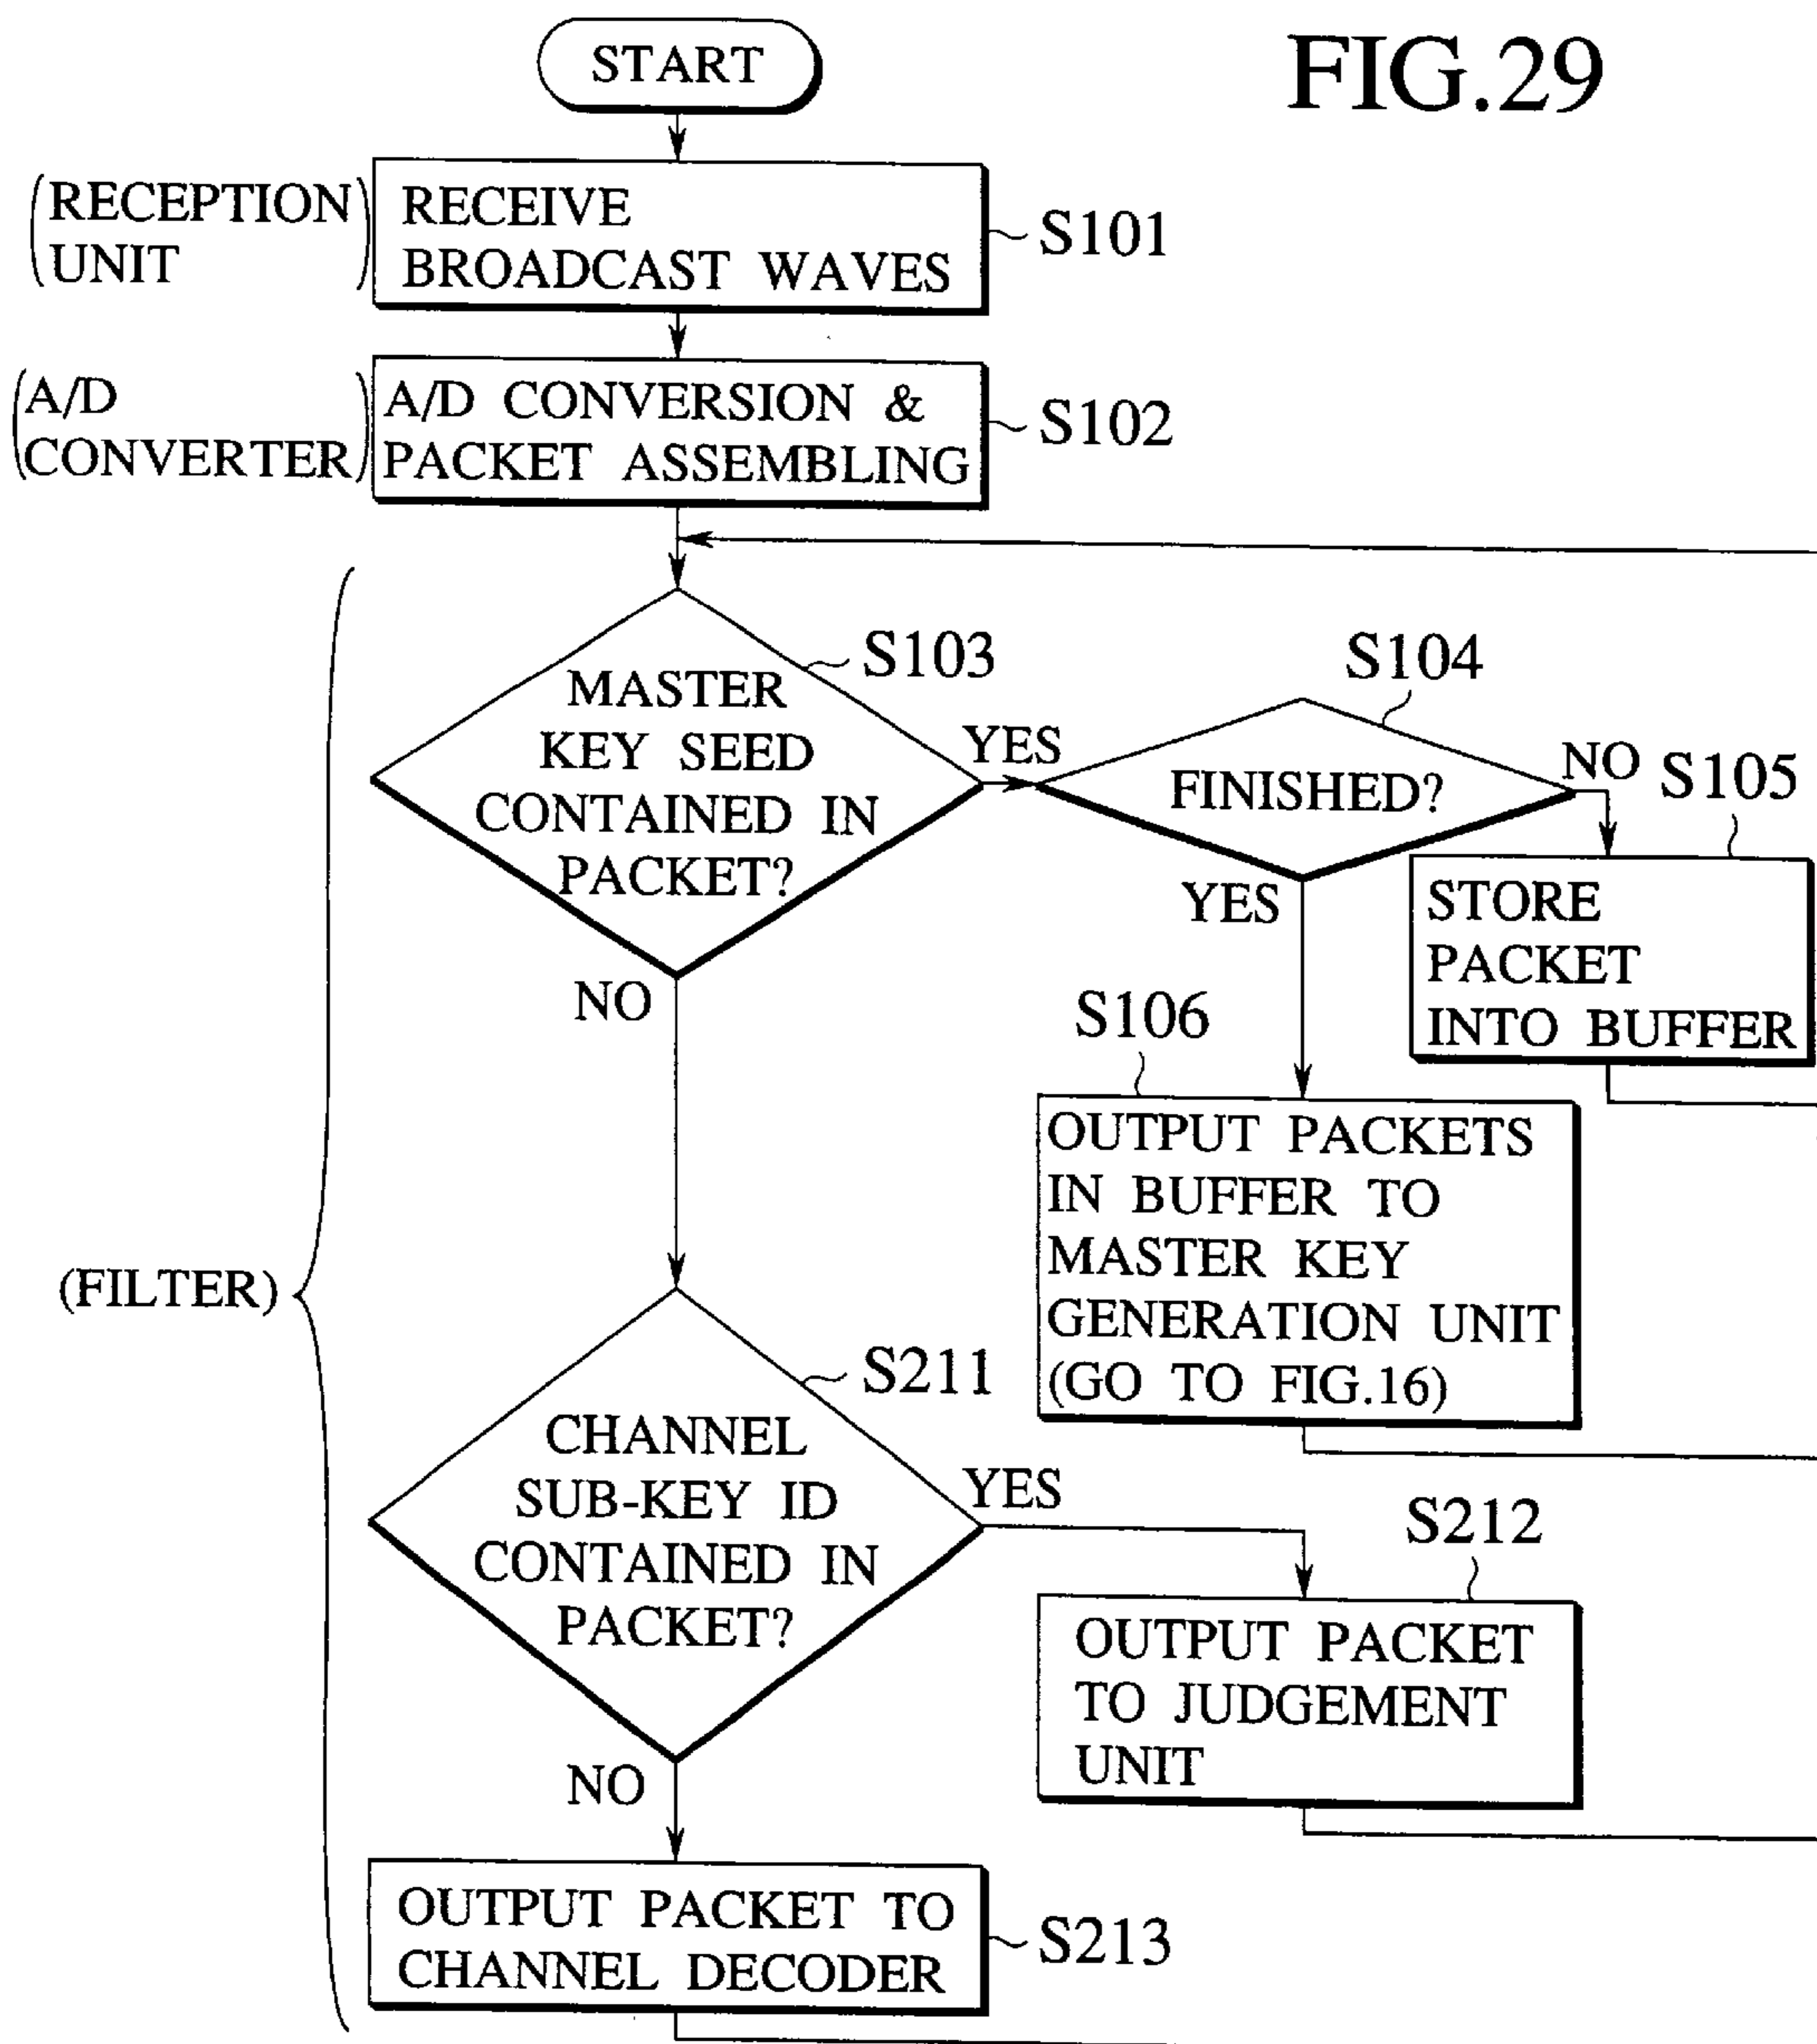 FIG.29
START
(RECEPTION
UNIT)
RECEIVE
BROADCAST WAVES
S101
(A/D
CONVERTER)
A/D CONVERSION &
PACKET ASSEMBLING
S102
(FILTER)
S103
MASTER
KEY SEED
CONTAINED IN
PACKET?
YES
NO
S104
FINISHED?
NO
YES
S105
STORE
PACKET
INTO BUFFER
S106
OUTPUT PACKETS
IN BUFFER TO
MASTER KEY
GENERATION UNIT
(GO TO FIG.16)
S211
CHANNEL
SUB-KEY ID
CONTAINED IN
PACKET?
YES
NO
S212
OUTPUT PACKET
TO JUDGEMENT
UNIT
OUTPUT PACKET TO
CHANNEL DECODER
S213